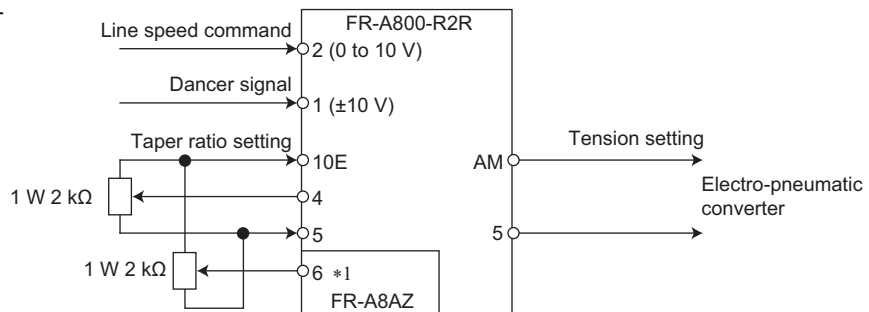 FR-A800-R2R
Line speed command
2 (0 to 10 V)
Dancer signal
1 (±10 V)
Taper ratio setting
10E
AM
Tension setting
1 W 2 kΩ
4
Electro-pneumatic
converter
5
5
1 W 2 kΩ
6 *1
FR-A8AZ